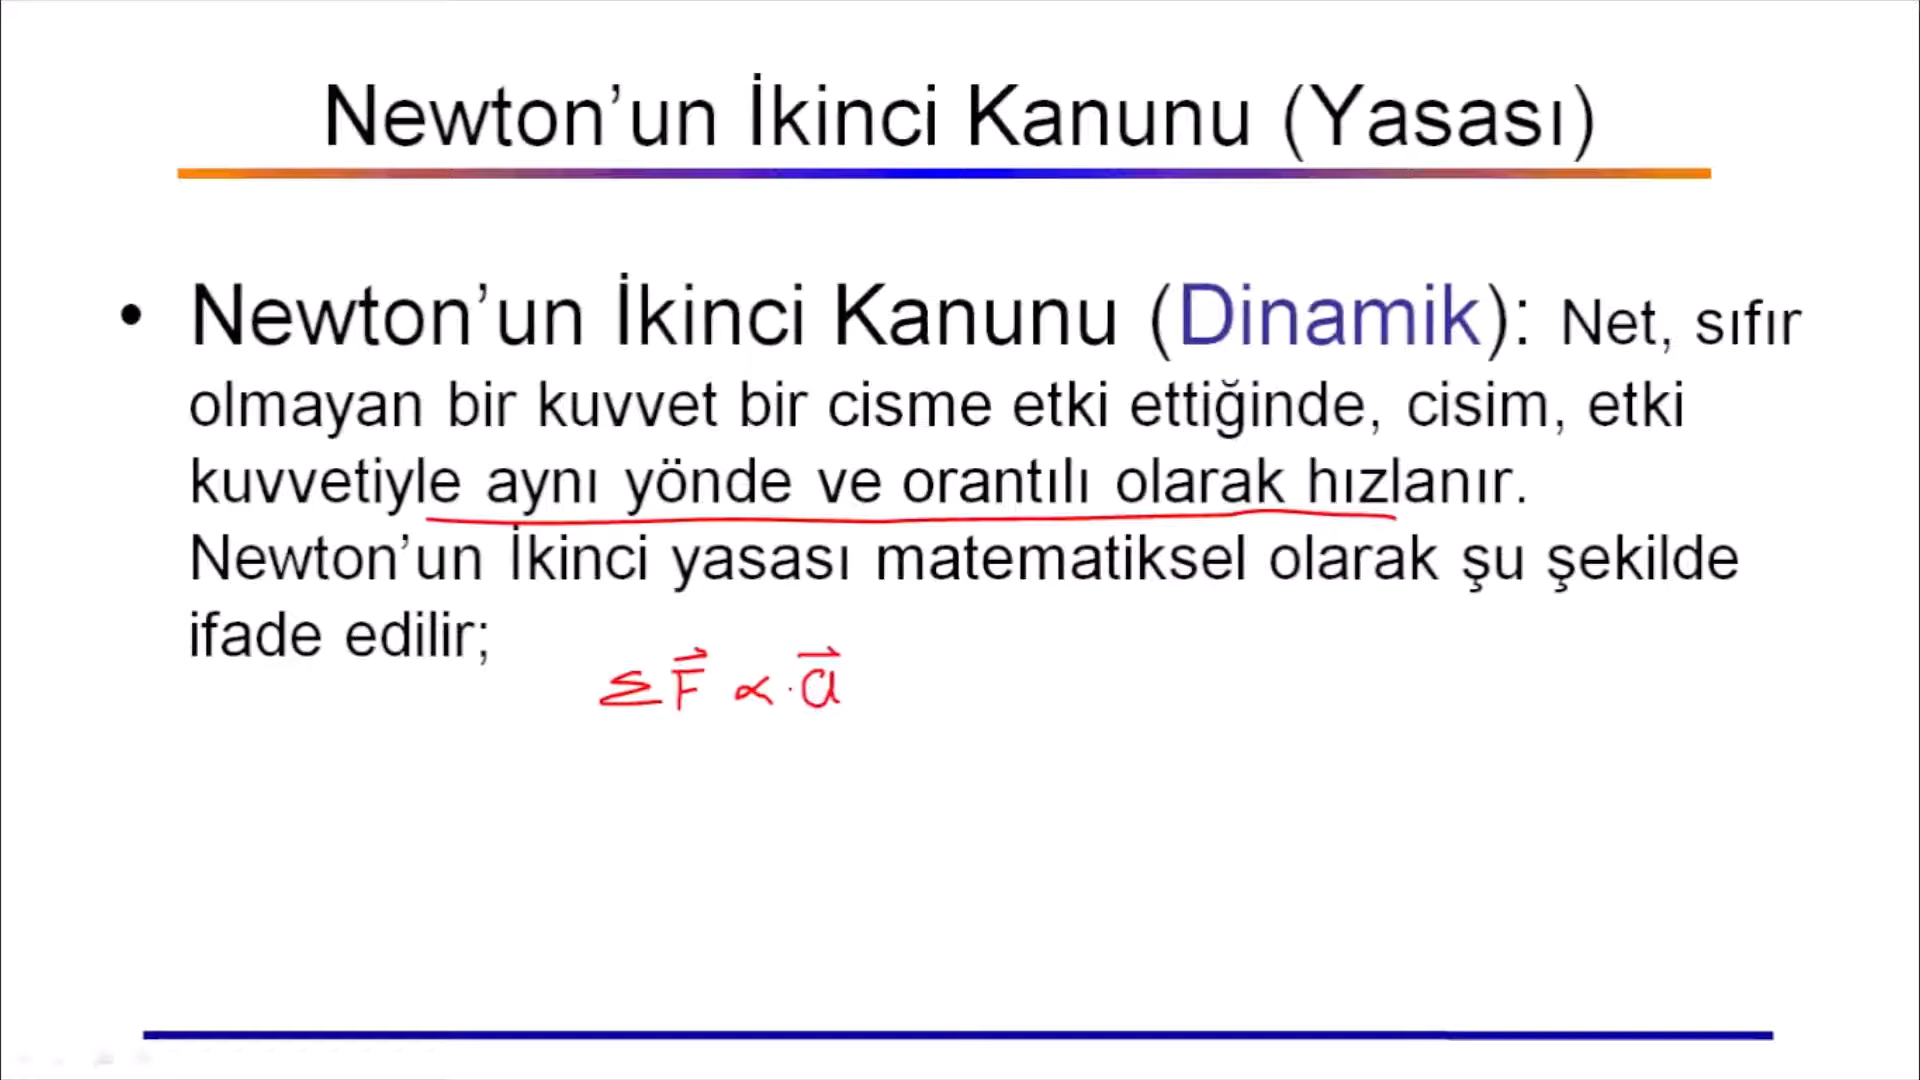 Newton’un İkinci Kanunu (Yasası)
• Newton’un İkinci Kanunu (Dinamik): Net, sıfır
olmayan bir kuvvet bir cisme etki ettiğinde, cisim, etki
kuvvetiyle aynı yönde ve orantılı olarak hızlanır.
Newton’un İkinci yasası matematiksel olarak şu şekilde
ifade edilir;
Σ F⃗ ∝ · a⃗